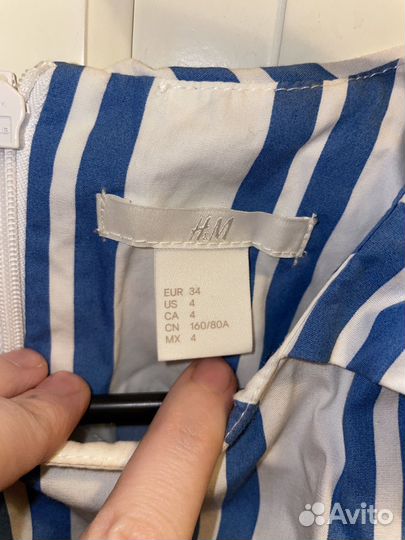 H&M
EUR 34
US 4
CA 4
CN 160/80A
MX 4
Avito